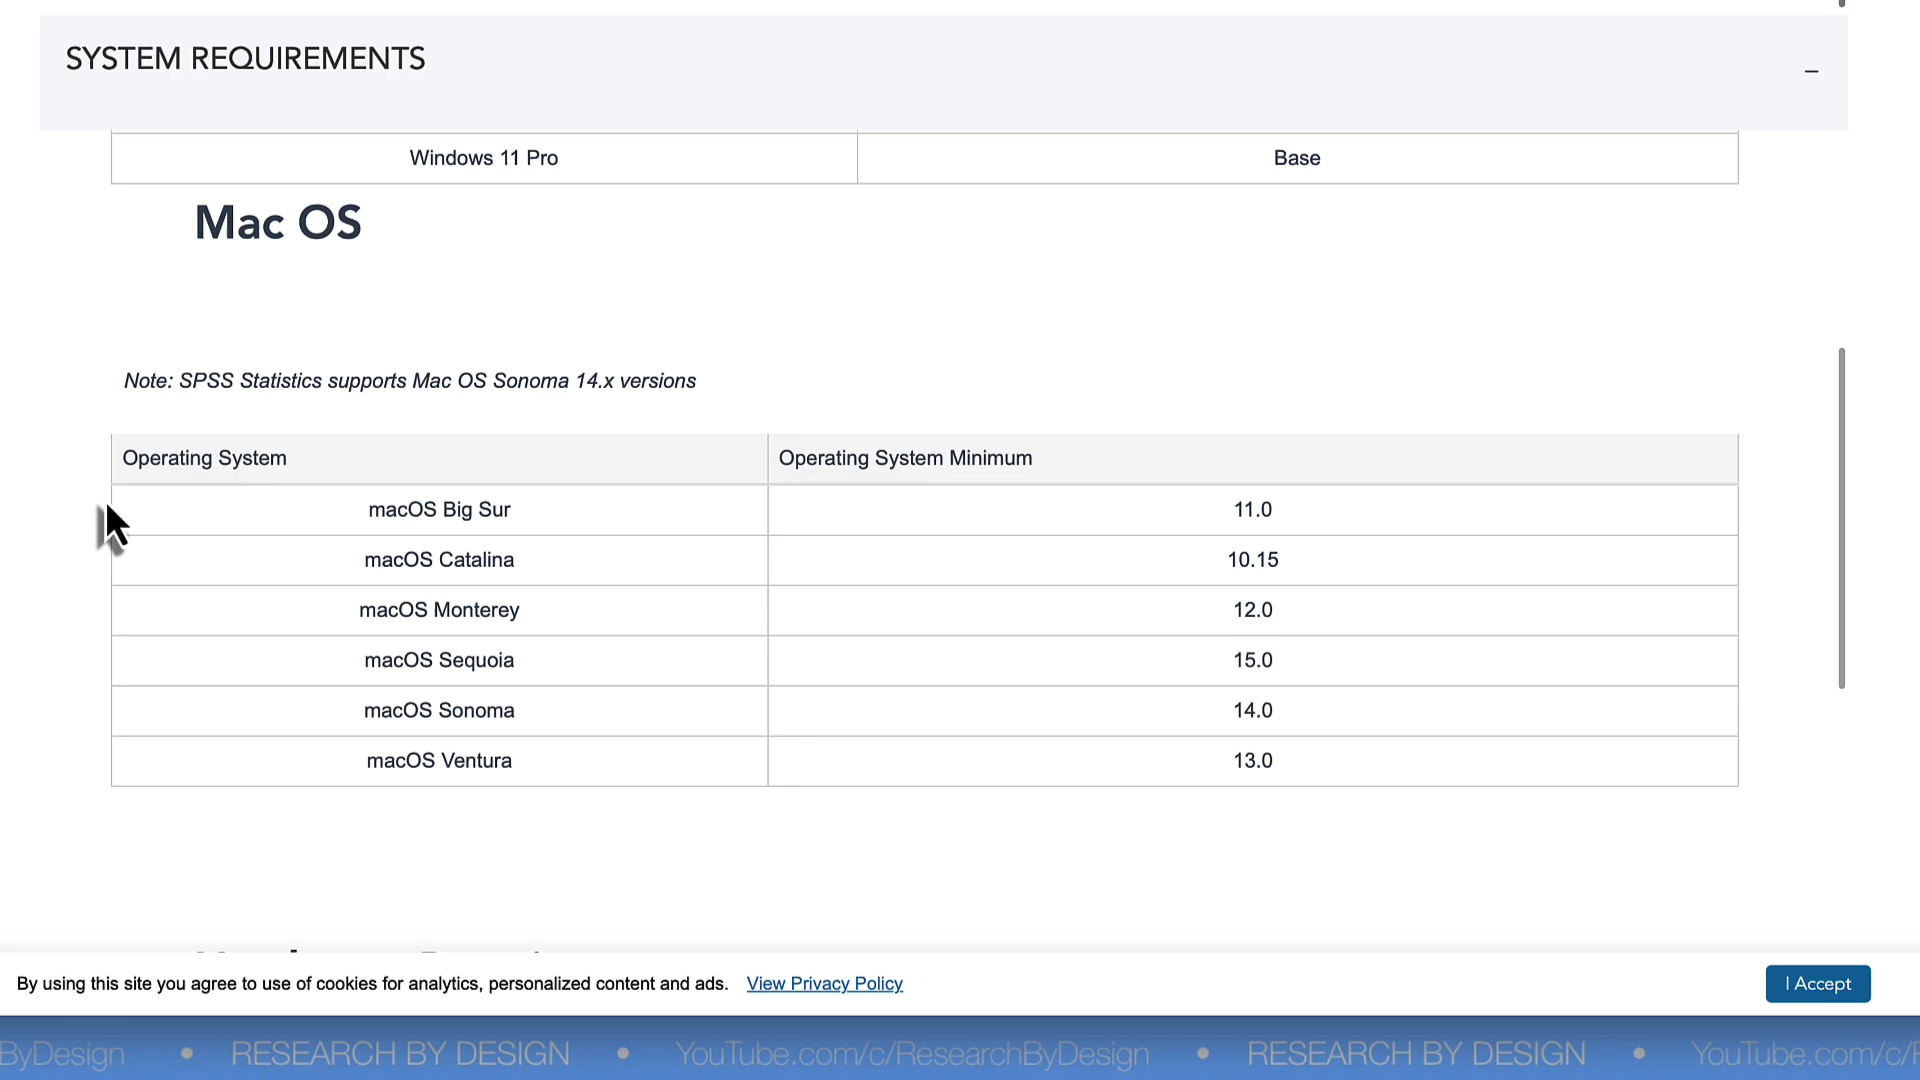 SYSTEM REQUIREMENTS
Windows 11 Pro Base
Mac OS
Note: SPSS Statistics supports Mac OS Sonoma 14.x versions
Operating System Operating System Minimum
macOS Big Sur 11.0
macOS Catalina 10.15
macOS Monterey 12.0
macOS Sequoia 15.0
macOS Sonoma 14.0
macOS Ventura 13.0
By using this site you agree to use of cookies for analytics, personalized content and ads. View Privacy Policy I Accept
ByDesign • RESEARCH BY DESIGN • YouTube.com/c/ResearchByDesign • RESEARCH BY DESIGN • YouTube.com/c/